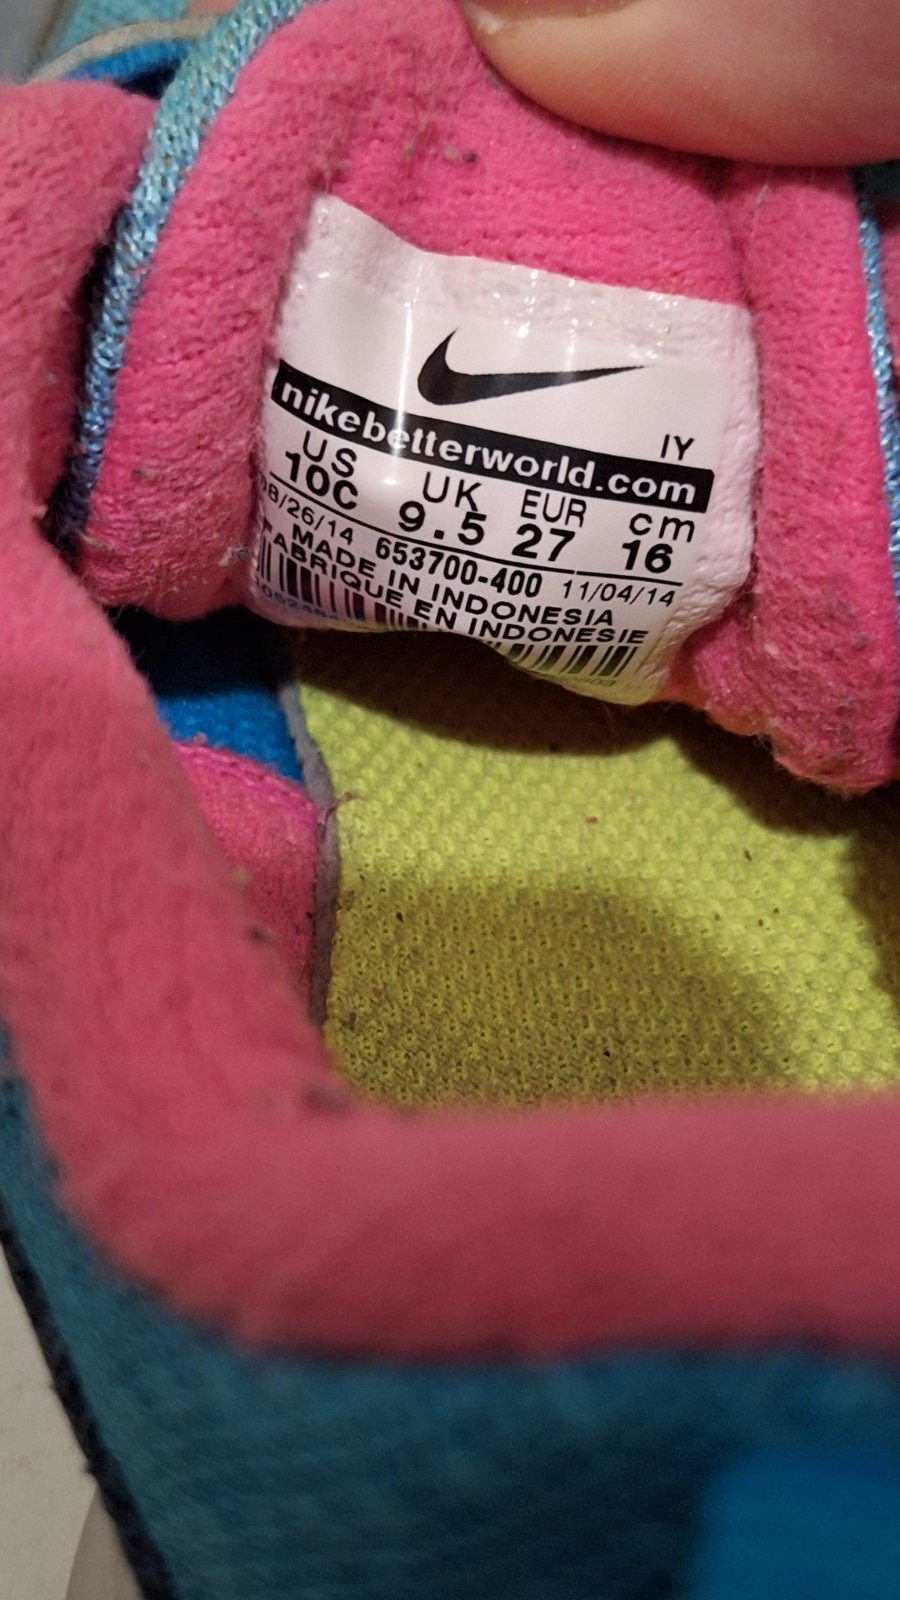 nikebetterworld.com
IY
US UK EUR cm
10C 9.5 27 16
08/26/14 653700-400 11/04/14
MADE IN INDONESIA
FABRIQUE EN INDONESIE